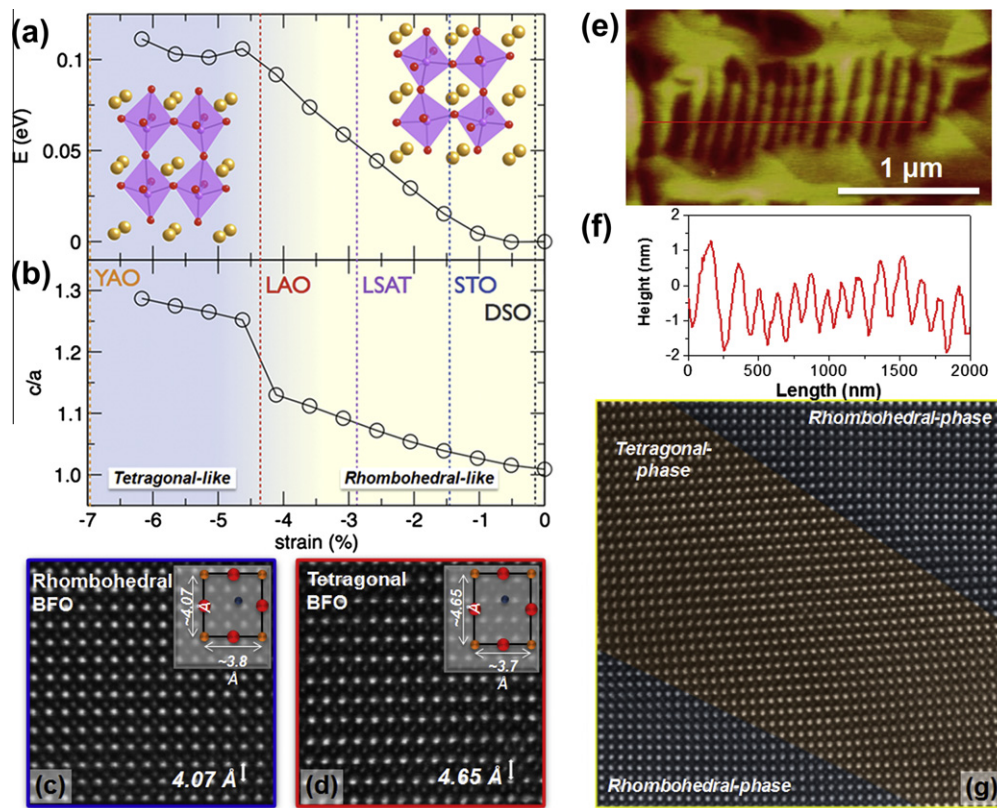 (a)
E (eV)
0.1
0.05
0
(b)
YAO
LAO
LSAT
STO
DSO
c/a
1.3
1.2
1.1
1.0
Tetragonal-like
Rhombohedral-like
-7 -6 -5 -4 -3 -2 -1 0
strain (%)
Rhombohedral
BFO
~4.07
Å
~3.8
Å
4.07 Å
(c)
Tetragonal
BFO
~4.65
Å
~3.7
Å
4.65 Å
(d)
(e)
1 µm
(f)
Height (nm)
2
1
0
-1
-2
0 500 1000 1500 2000
Length (nm)
Rhombohedral-phase
Tetragonal-
phase
Rhombohedral-phase
(g)